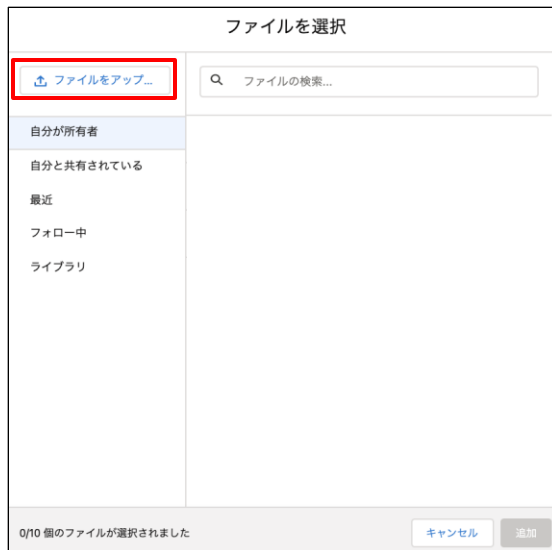 ファイルを選択
ファイルをアップ...
ファイルの検索...
自分が所有者
自分と共有されている
最近
フォロー中
ライブラリ
0/10 個のファイルが選択されました
キャンセル
追加